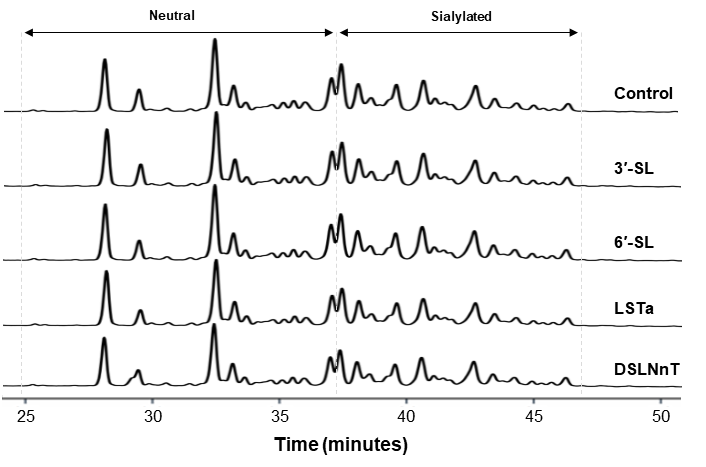 Neutral
Sialylated
Control
3′-SL
6′-SL
LSTa
DSLNnT
25 30 35 40 45 50
Time (minutes)